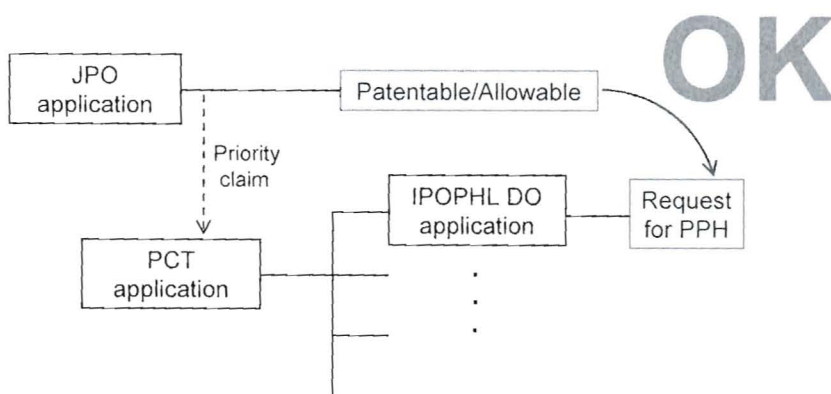 OK
JPO
application
Patentable/Allowable
Priority
claim
IPOPHL DO
application
Request
for PPH
PCT
application